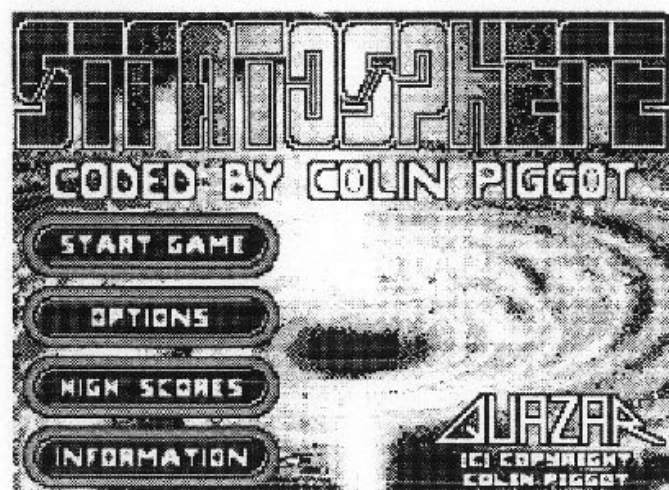 STRATOSPHERE
CODED BY COLIN PIGGOT
START GAME
OPTIONS
HIGH SCORES
INFORMATION
QUAZAR
(C) COPYRIGHT
COLIN PIGGOT